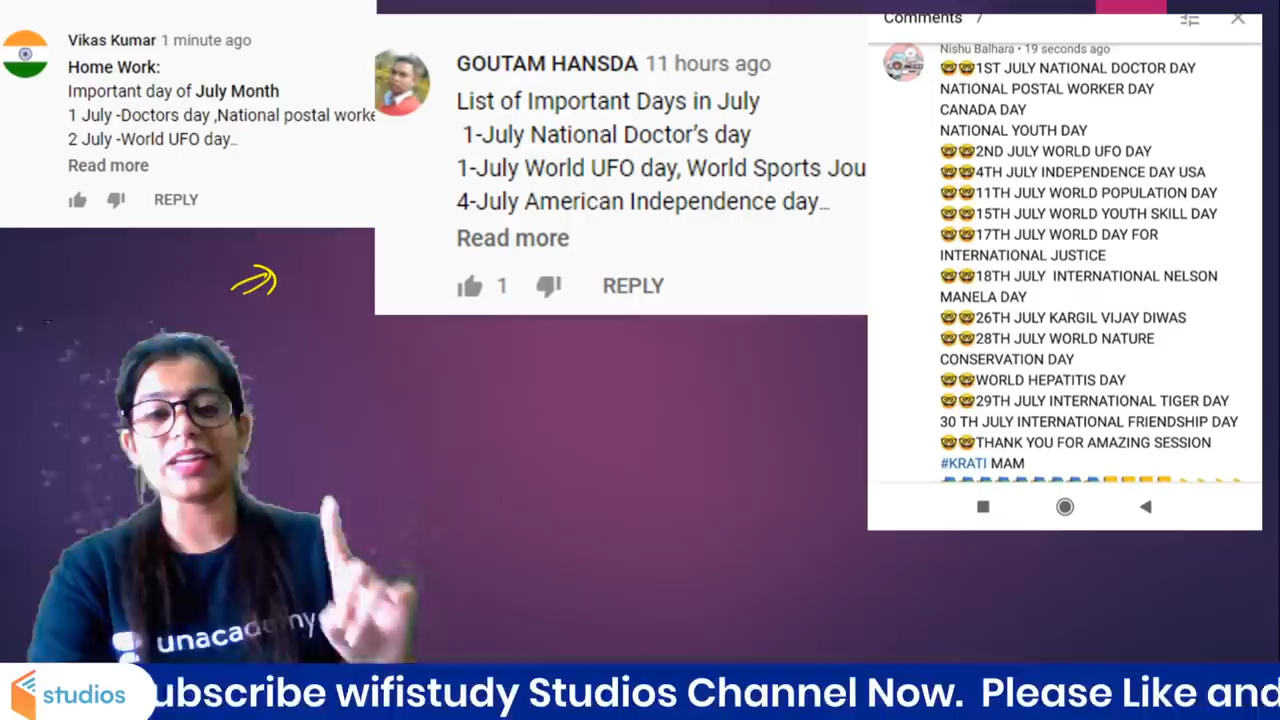 Vikas Kumar 1 minute ago
Home Work:
Important day of July Month
1 July -Doctors day ,National postal worke
2 July -World UFO day…
Read more
REPLY
GOUTAM HANSDA 11 hours ago
List of Important Days in July
1-July National Doctor's day
1-July World UFO day, World Sports Jou
4-July American Independence day…
Read more
1
REPLY
Comments 7
Nishu Balhara • 19 seconds ago
🤓🤓1ST JULY NATIONAL DOCTOR DAY
NATIONAL POSTAL WORKER DAY
CANADA DAY
NATIONAL YOUTH DAY
🤓🤓2ND JULY WORLD UFO DAY
🤓🤓4TH JULY INDEPENDENCE DAY USA
🤓🤓11TH JULY WORLD POPULATION DAY
🤓🤓15TH JULY WORLD YOUTH SKILL DAY
🤓🤓17TH JULY WORLD DAY FOR
INTERNATIONAL JUSTICE
🤓🤓18TH JULY INTERNATIONAL NELSON
MANELA DAY
🤓🤓26TH JULY KARGIL VIJAY DIWAS
🤓🤓28TH JULY WORLD NATURE
CONSERVATION DAY
🤓🤓WORLD HEPATITIS DAY
🤓🤓29TH JULY INTERNATIONAL TIGER DAY
30 TH JULY INTERNATIONAL FRIENDSHIP DAY
🤓🤓THANK YOU FOR AMAZING SESSION
#KRATI MAM
unacademy
studios
ubscribe wifistudy Studios Channel Now. Please Like and